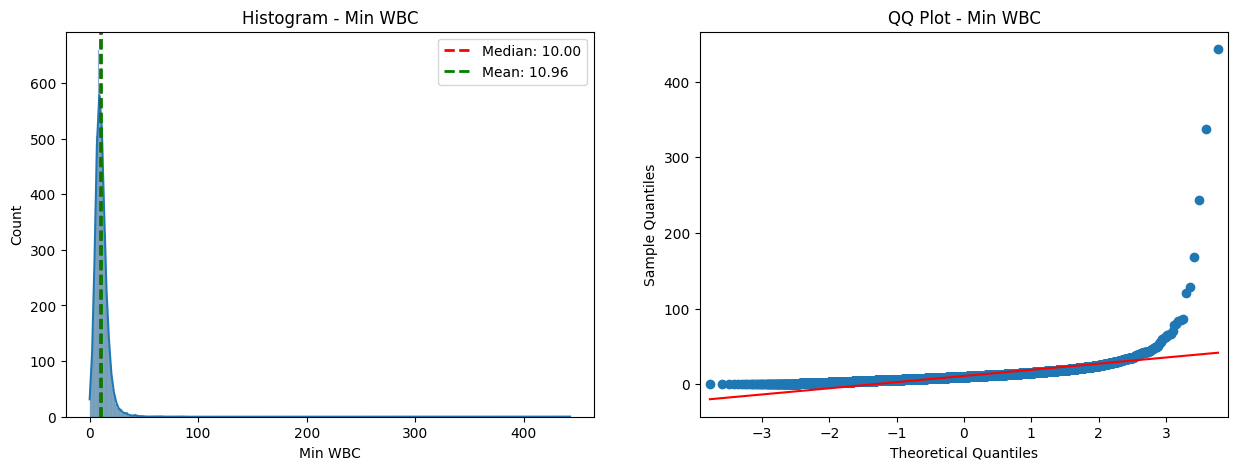 Histogram - Min WBC
Median: 10.00
Mean: 10.96
Count
600
500
400
300
200
100
0
0 100 200 300 400
Min WBC
QQ Plot - Min WBC
Sample Quantiles
400
300
200
100
0
−3 −2 −1 0 1 2 3
Theoretical Quantiles